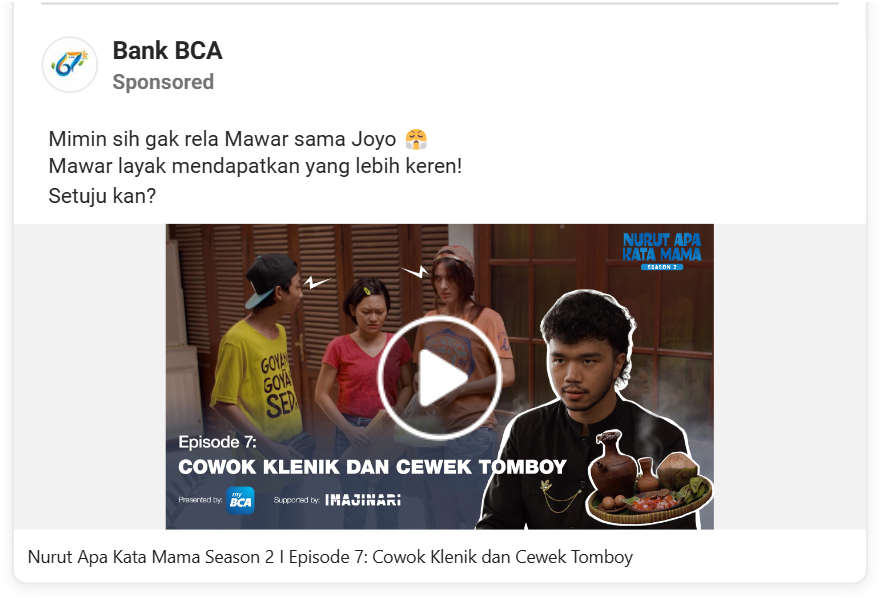 67
Bank BCA
Sponsored
Mimin sih gak rela Mawar sama Joyo 😤
Mawar layak mendapatkan yang lebih keren!
Setuju kan?
NURUT APA
KATA MAMA
SEASON 2
GOYA
GOYA
SED
Episode 7:
COWOK KLENIK DAN CEWEK TOMBOY
Presented by: my BCA Supported by: IMAJINARI
Nurut Apa Kata Mama Season 2 I Episode 7: Cowok Klenik dan Cewek Tomboy